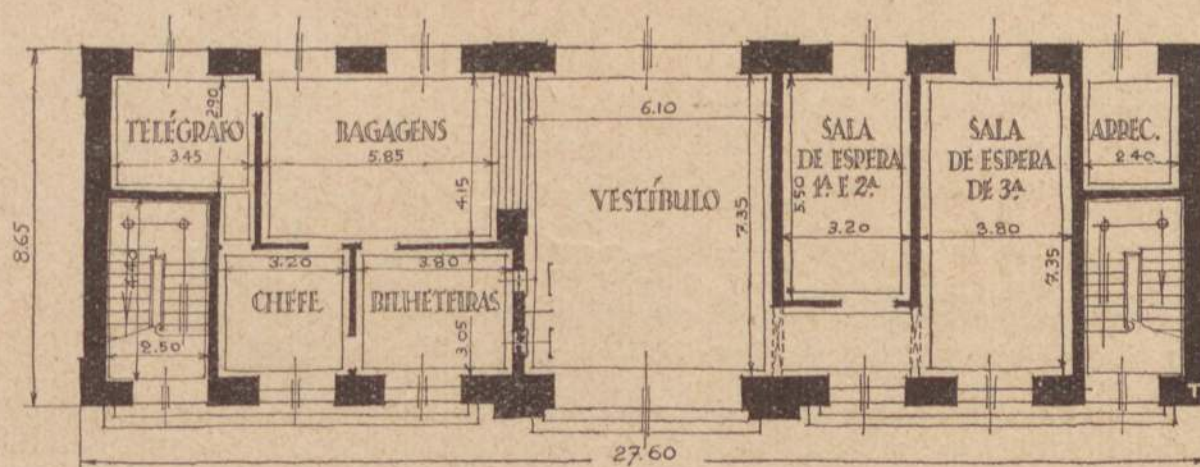 TELÉGRAFO
2.90
3.45
BAGAGENS
5.85
4.15
VESTÍBULO
6.10
7.35
SALA
DE ESPERA
1ª E 2ª
5.50
3.20
SALA
DE ESPERA
DE 3ª
3.80
7.35
ARREC.
2.40
8.65
4.40
2.50
CHEFE
3.20
BILHETEIRAS
3.80
3.05
27.60
T